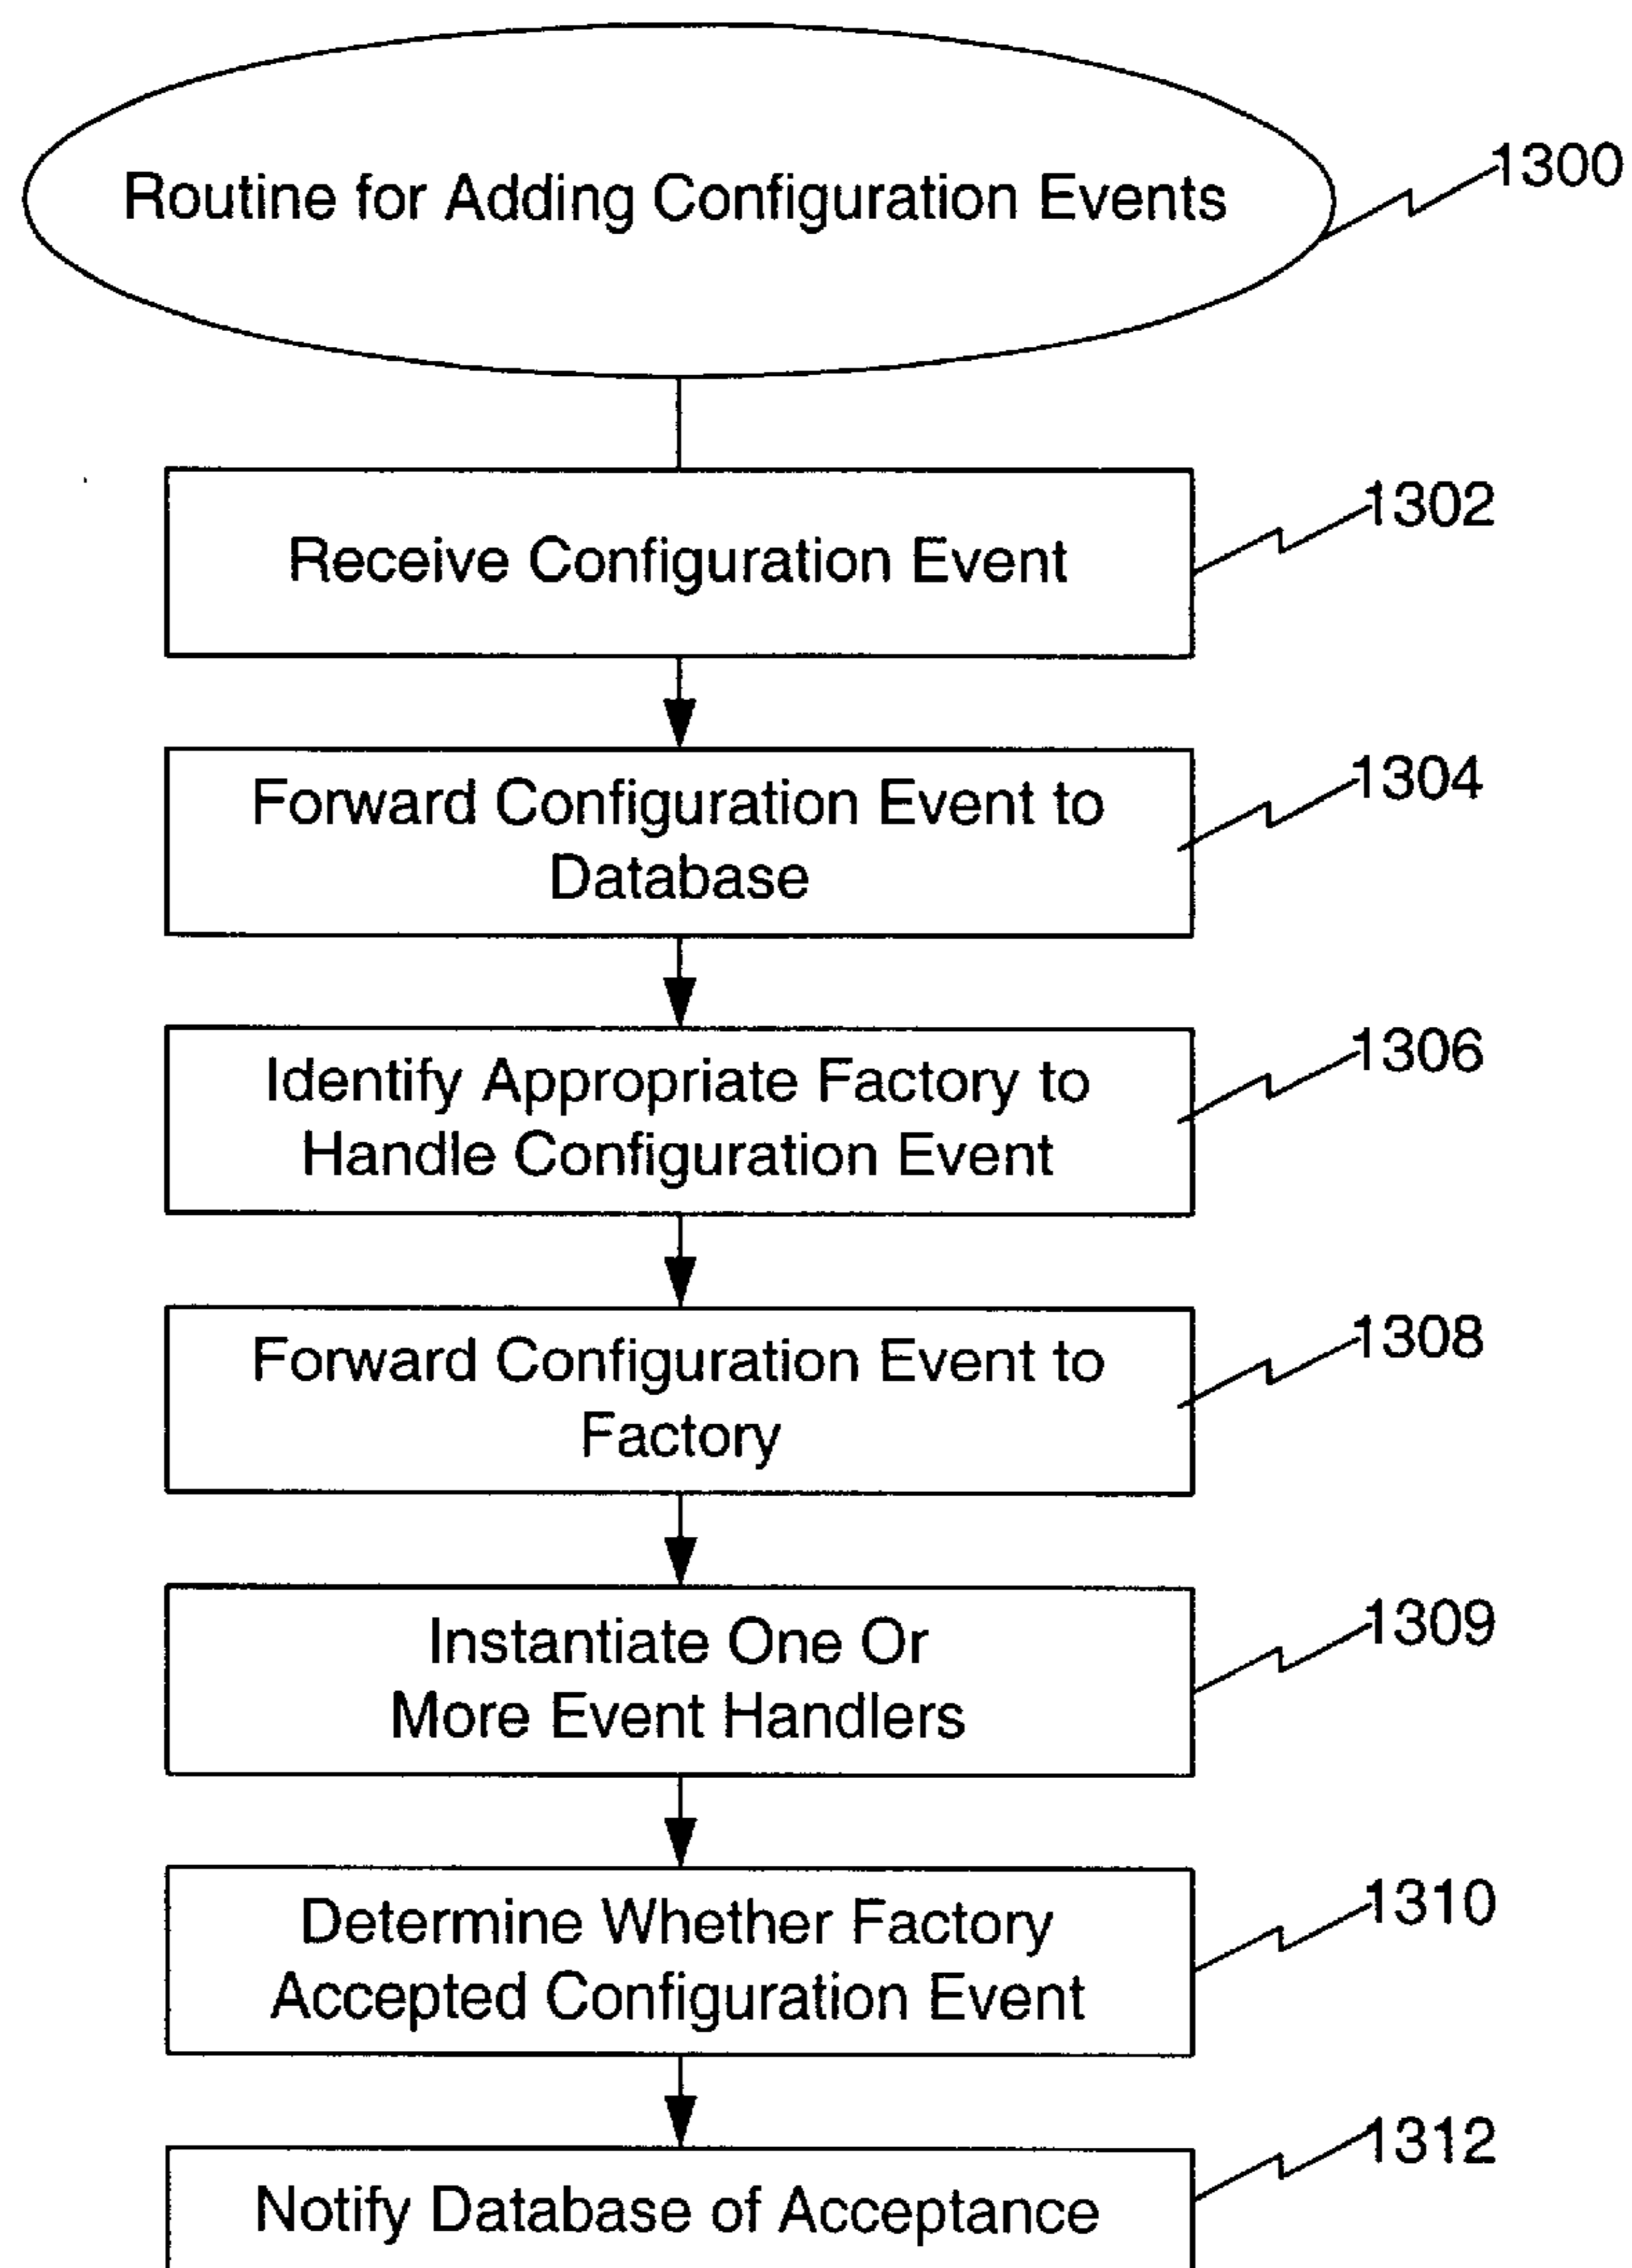 Routine for Adding Configuration Events
1300
Receive Configuration Event
1302
Forward Configuration Event to
Database
1304
Identify Appropriate Factory to
Handle Configuration Event
1306
Forward Configuration Event to
Factory
1308
Instantiate One Or
More Event Handlers
1309
Determine Whether Factory
Accepted Configuration Event
1310
Notify Database of Acceptance
1312